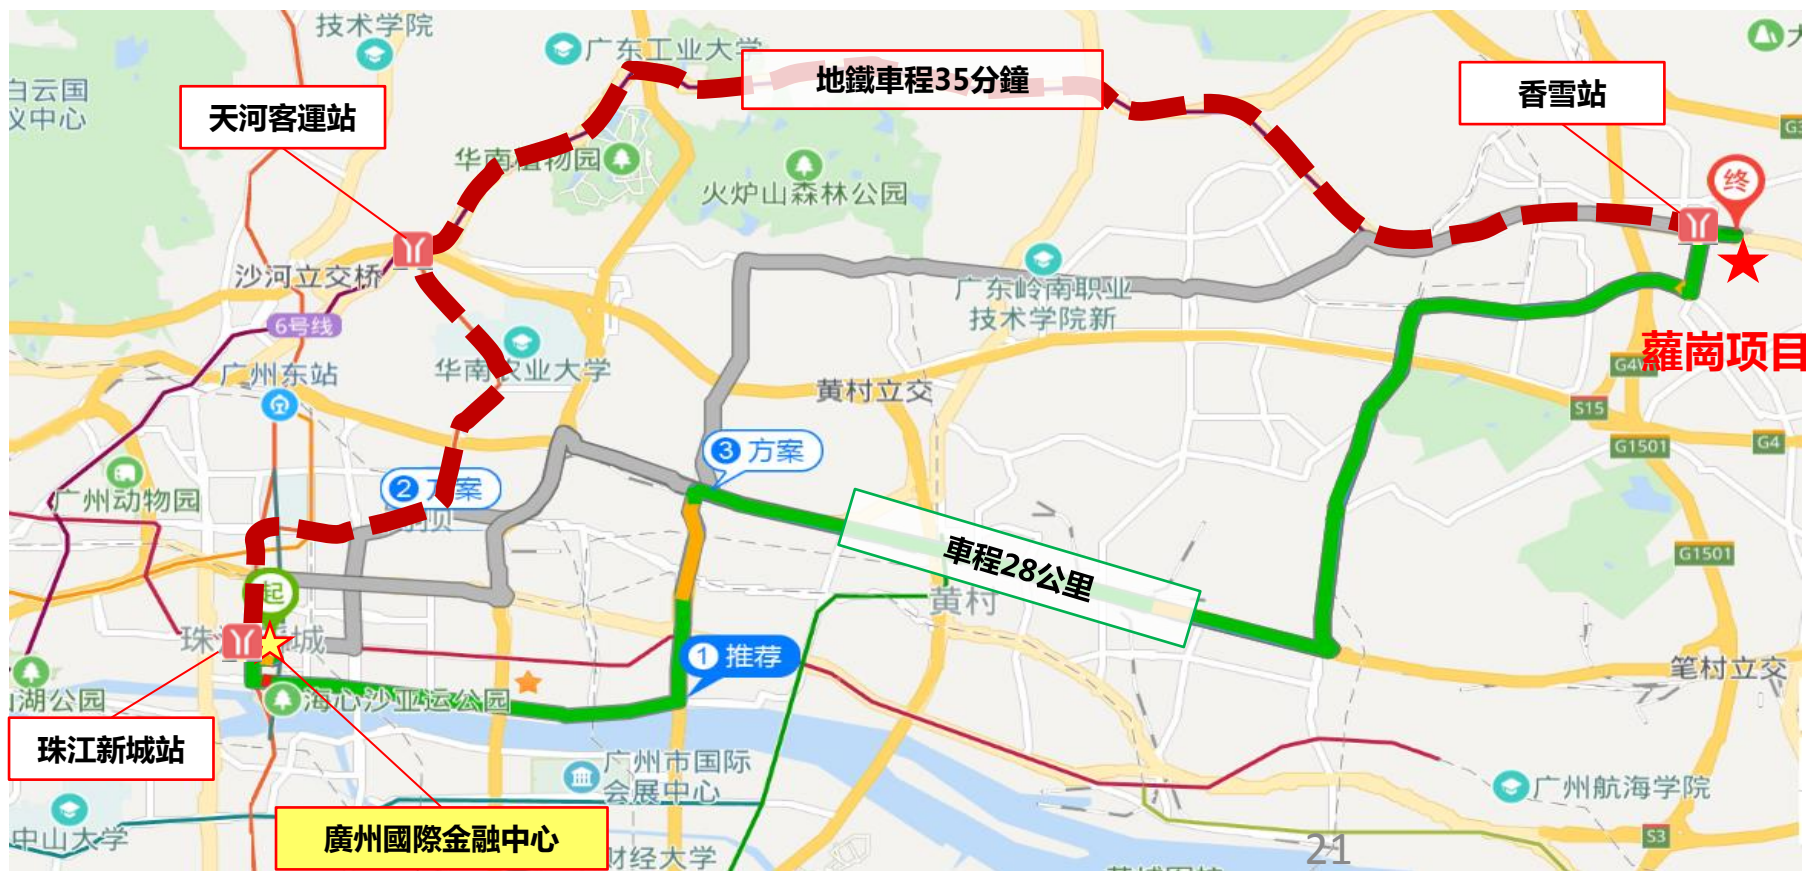 技术学院
广东工业大学
白云国
义中心
地鐵車程35分鐘
香雪站
天河客運站
华南植物园
火炉山森林公园
终
沙河立交桥
6号线
广州东站
华南农业大学
广东岭南职业
技术学院新
黄村立交
蘿崗项目
G4W
S15
G1501
G4
3 方案
2 方案
广州动物园
車程28公里
G1501
起
黄村
珠江新城
1 推荐
笔村立交
湖公园
海心沙亚运公园
珠江新城站
广州市国际
会展中心
广州航海学院
中山大学
廣州國際金融中心
财经大学
S3
21